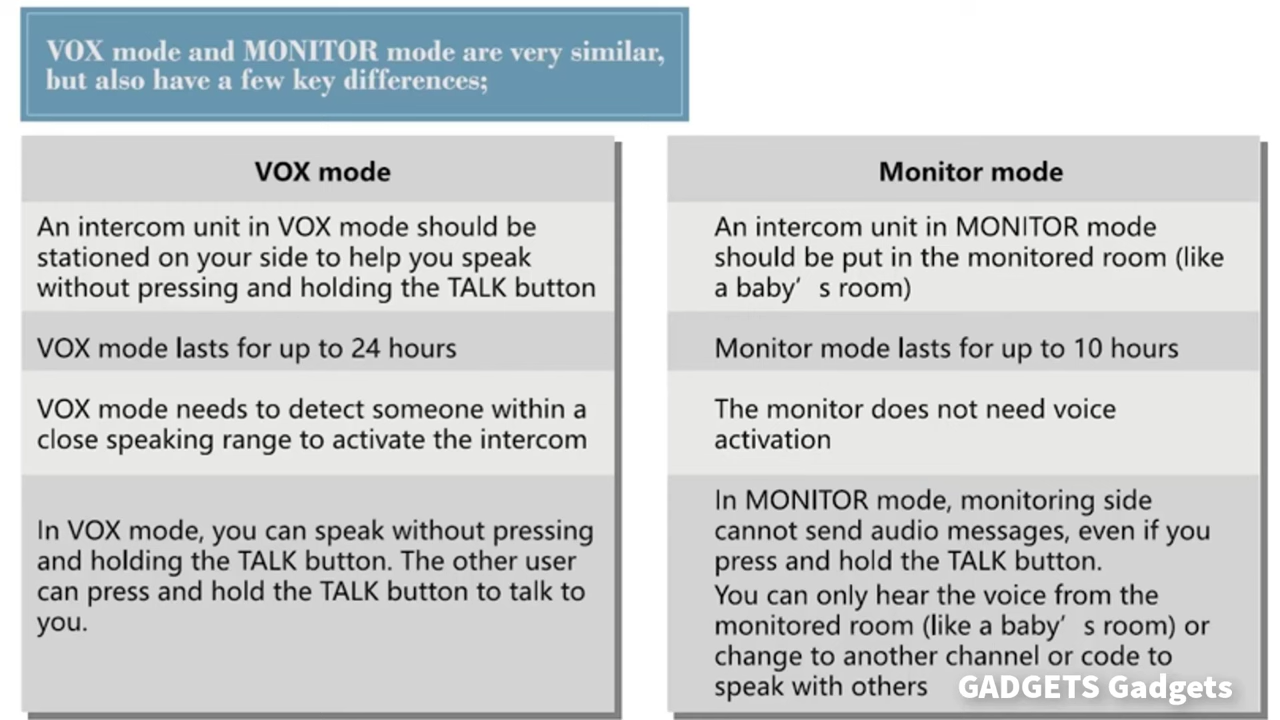 VOX mode and MONITOR mode are very similar,
but also have a few key differences;
VOX mode
An intercom unit in VOX mode should be
stationed on your side to help you speak
without pressing and holding the TALK button
VOX mode lasts for up to 24 hours
VOX mode needs to detect someone within a
close speaking range to activate the intercom
In VOX mode, you can speak without pressing
and holding the TALK button. The other user
can press and hold the TALK button to talk to
you.
Monitor mode
An intercom unit in MONITOR mode
should be put in the monitored room (like
a baby’s room)
Monitor mode lasts for up to 10 hours
The monitor does not need voice
activation
In MONITOR mode, monitoring side
cannot send audio messages, even if you
press and hold the TALK button.
You can only hear the voice from the
monitored room (like a baby’s room) or
change to another channel or code to
speak with others
GADGETS Gadgets